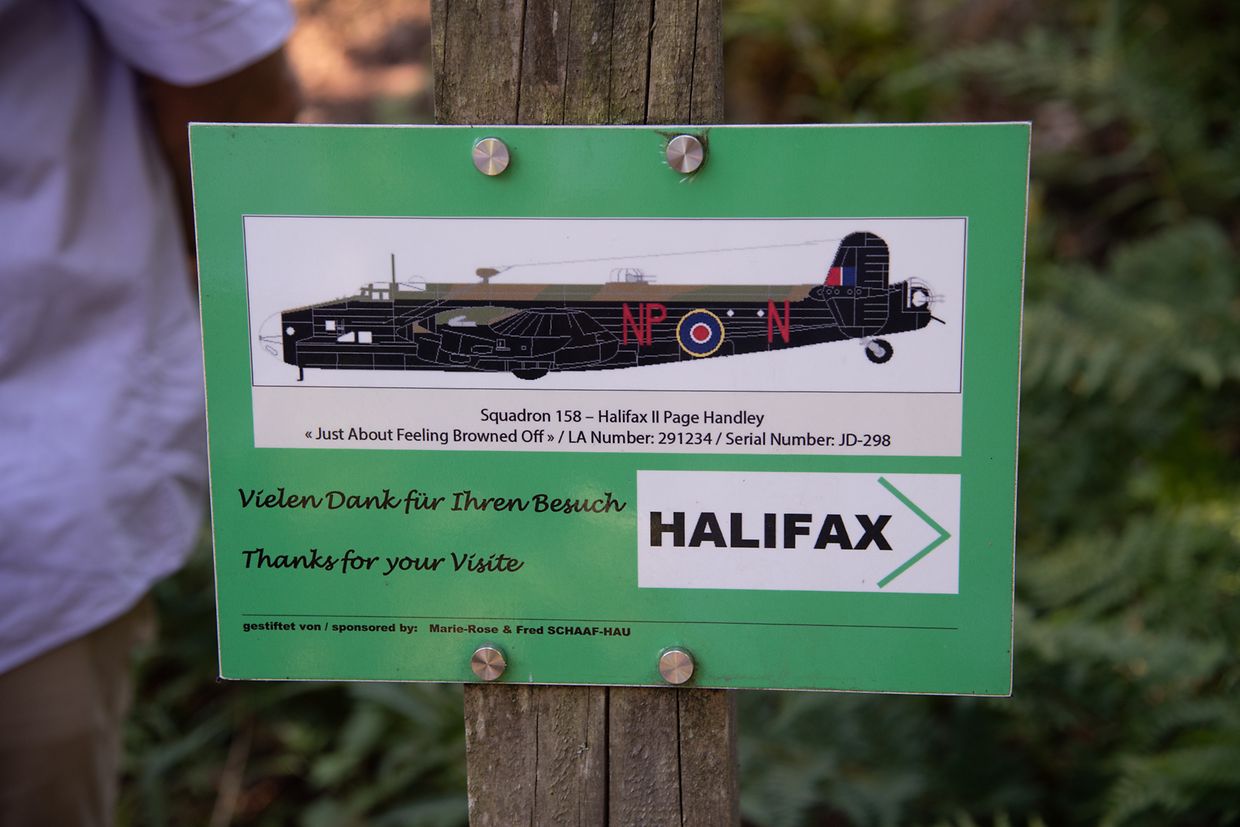 NP N
Squadron 158 – Halifax II Page Handley
« Just About Feeling Browned Off » / LA Number: 291234 / Serial Number: JD-298
Vielen Dank für Ihren Besuch
Thanks for your Visite
HALIFAX
gestiftet von / sponsored by: Marie-Rose & Fred SCHAAF-HAU